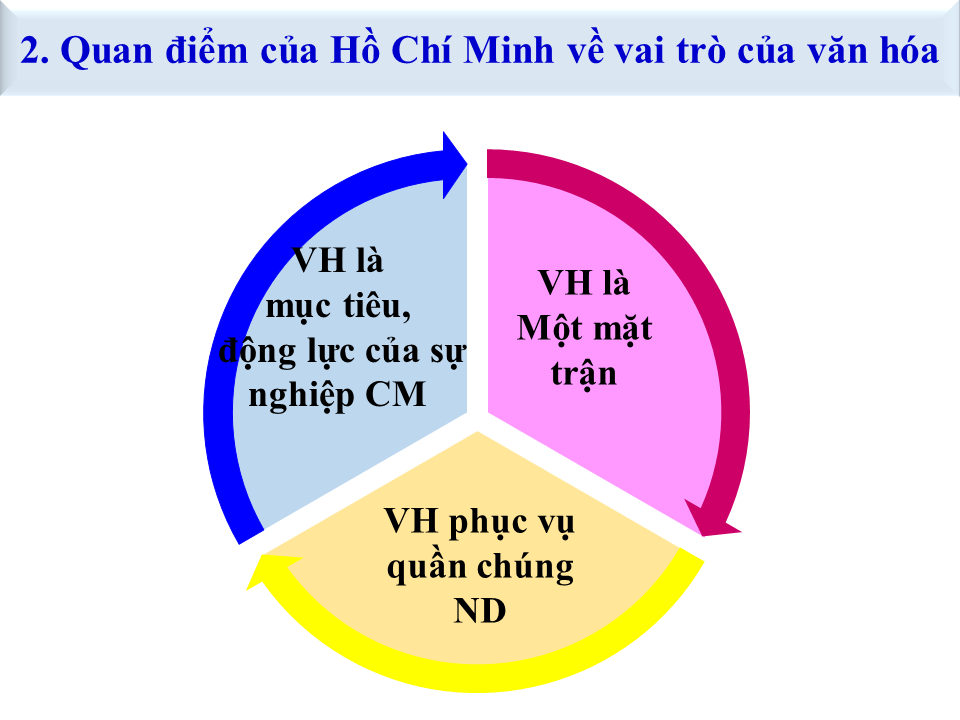 2. Quan điểm của Hồ Chí Minh về vai trò của văn hóa
VH là
mục tiêu,
động lực của sự
nghiệp CM
VH là
Một mặt
trận
VH phục vụ
quần chúng
ND